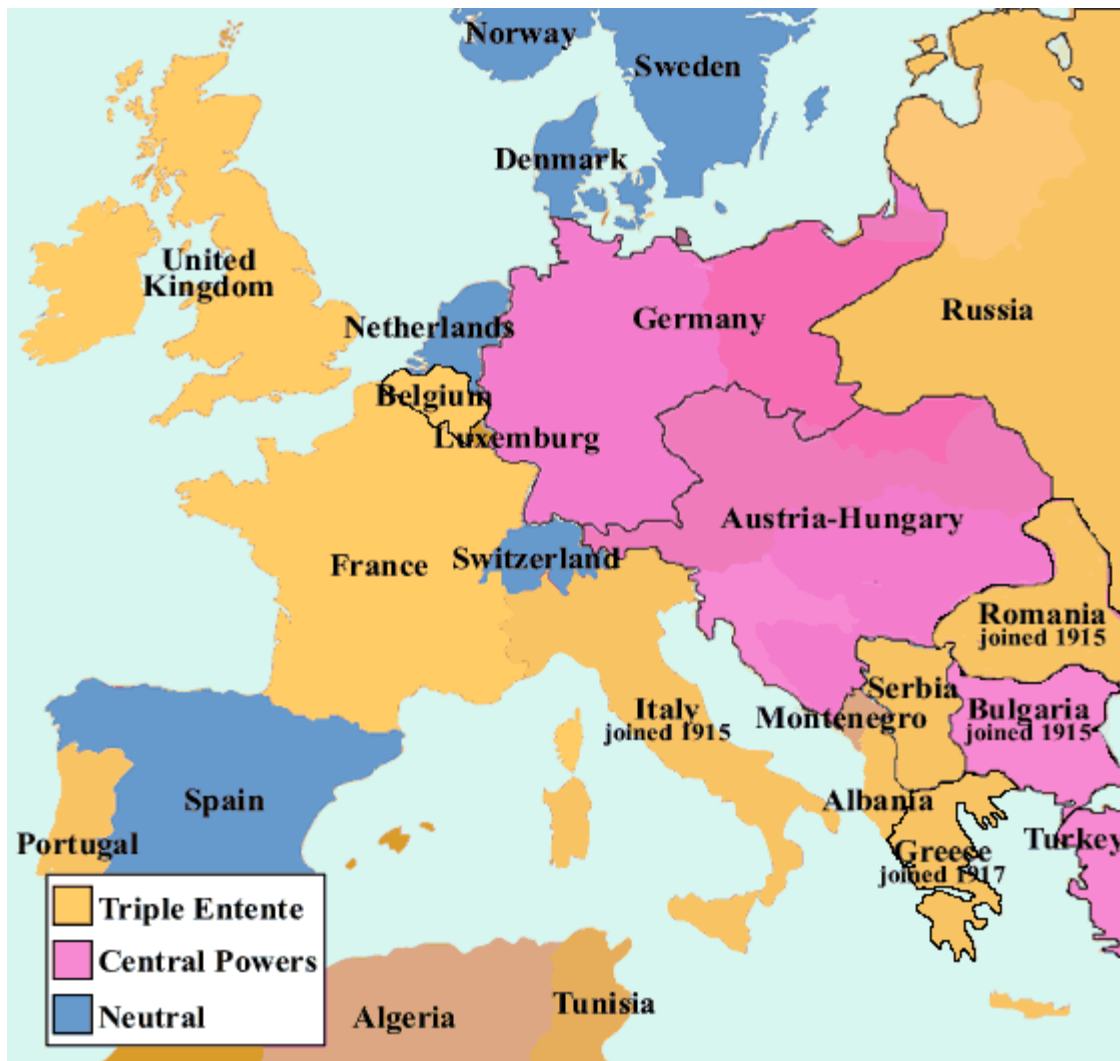 Norway
Sweden
Denmark
United
Kingdom
Netherlands
Germany
Russia
Belgium
Luxemburg
Austria-Hungary
France
Switzerland
Romania
joined 1915
Serbia
Italy
joined 1915
Montenegro
Bulgaria
joined 1915
Spain
Albania
Portugal
Greece
joined 1917
Turkey
Triple Entente
Central Powers
Neutral
Algeria
Tunisia